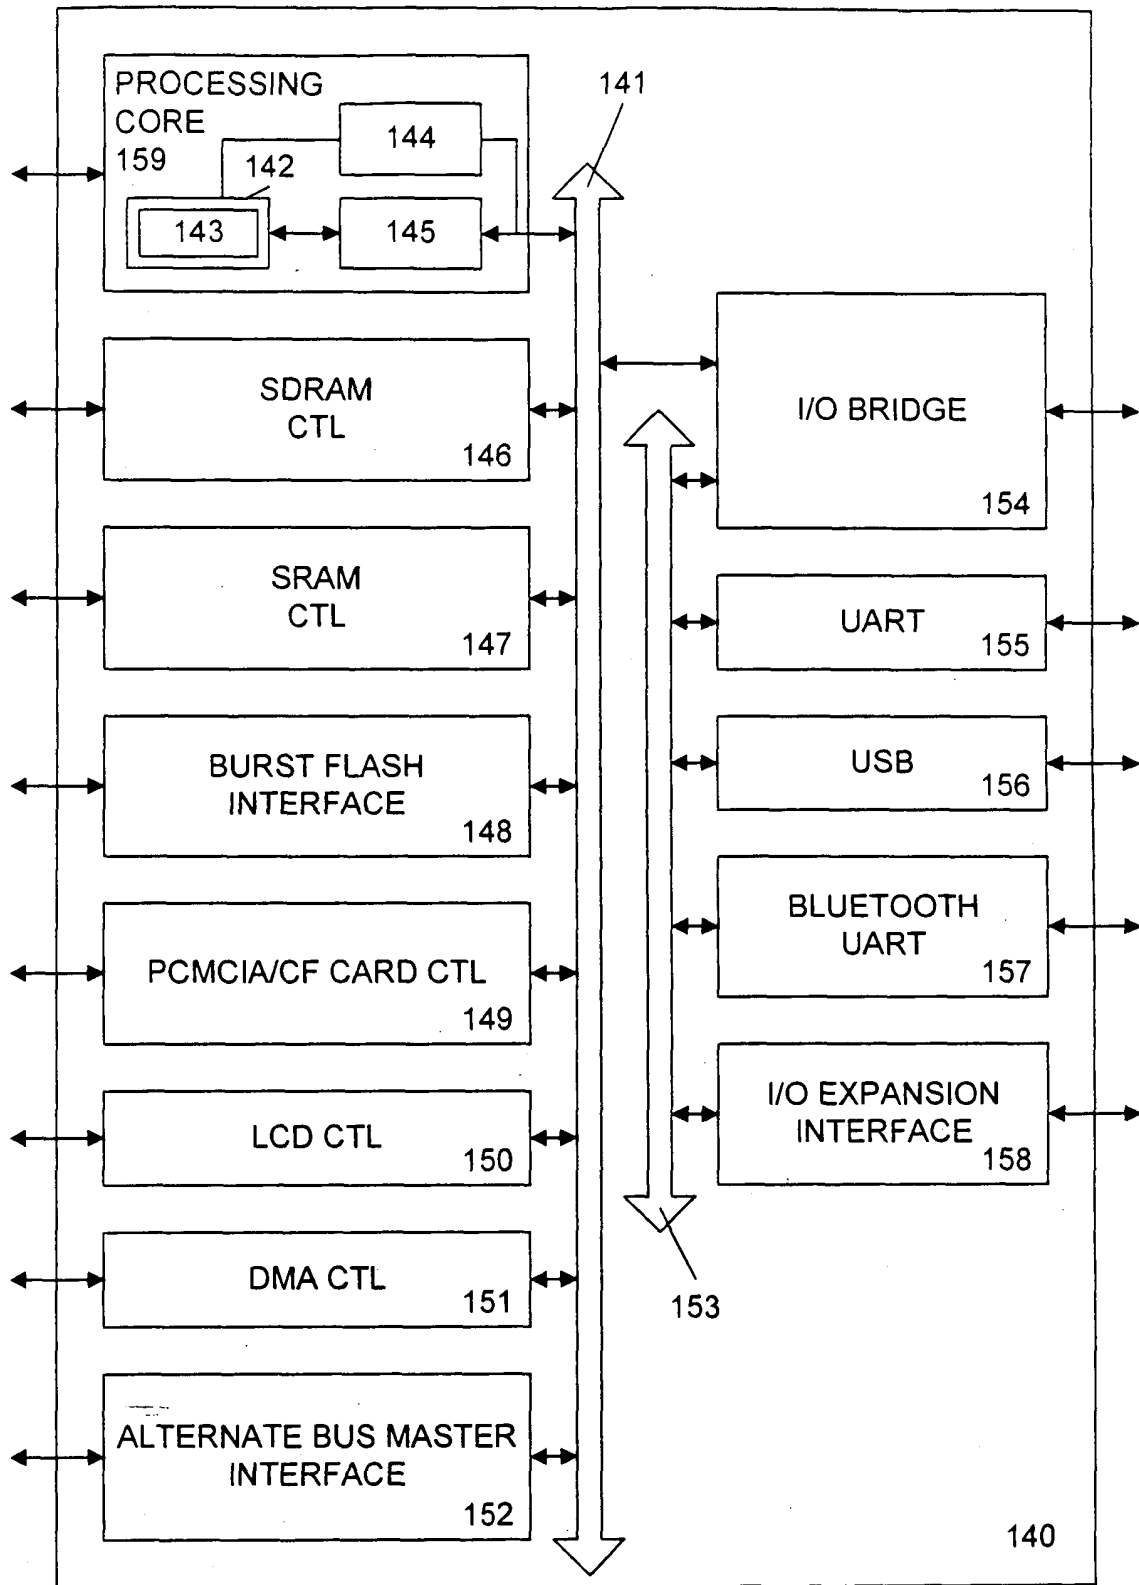 PROCESSING
CORE
159
142
143
144
145
141
SDRAM
CTL
146
SRAM
CTL
147
BURST FLASH
INTERFACE
148
PCMCIA/CF CARD CTL
149
LCD CTL
150
DMA CTL
151
ALTERNATE BUS MASTER
INTERFACE
152
I/O BRIDGE
154
UART
155
USB
156
BLUETOOTH
UART
157
I/O EXPANSION
INTERFACE
158
153
140